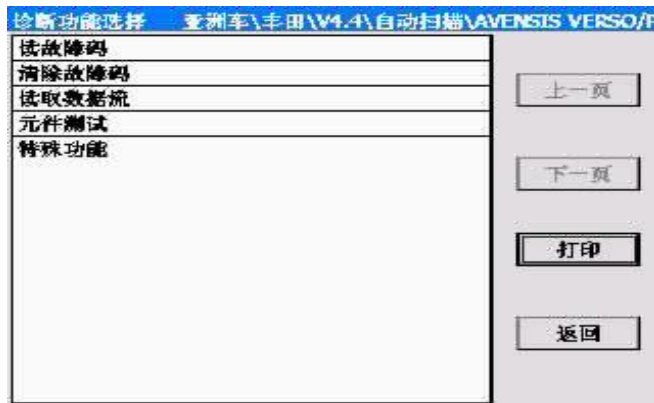 诊断功能选择 亚洲车\丰田\V4.4\自动扫描\AVENSIS VERSO/P
读故障码
清除故障码
读取数据流
元件测试
特殊功能
上一页
下一页
打印
返回